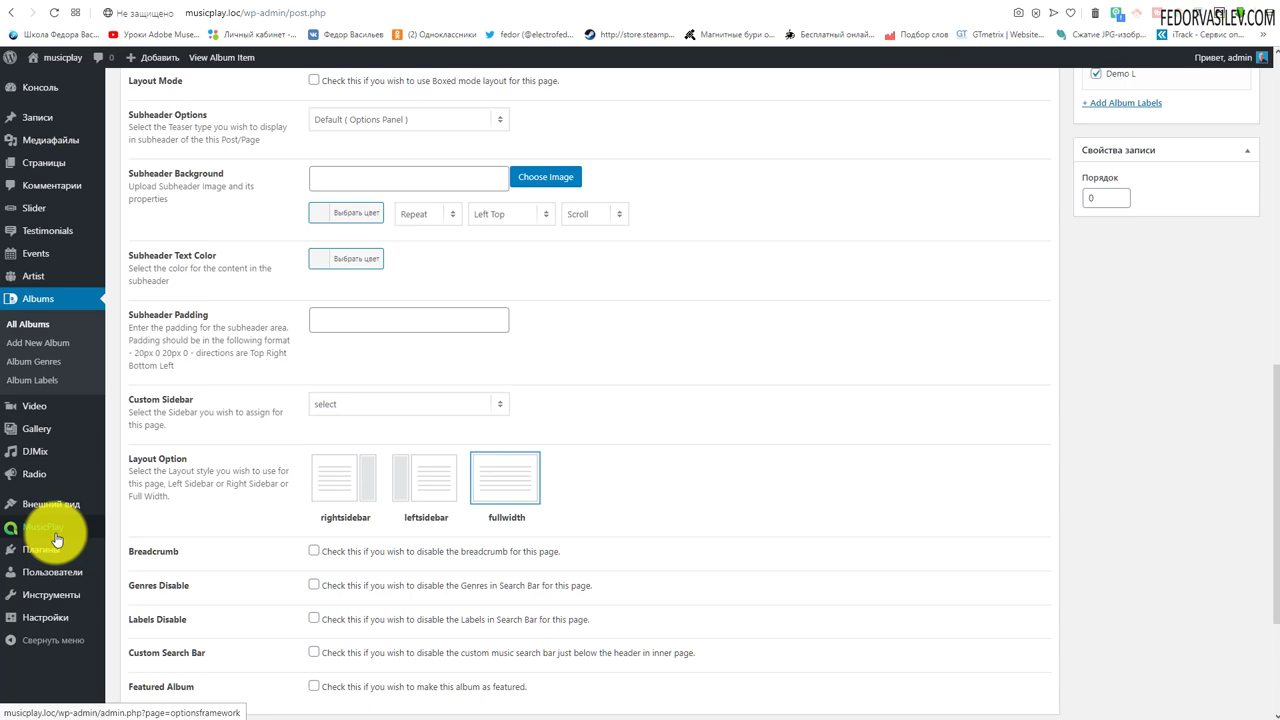 Не защищено
musicplay.loc/wp-admin/post.php
FEDORVASILEV.COM
Школа Федора Васи...
Уроки Adobe Muse...
Личный кабинет -...
Федор Васильев
(2) Одноклассники
fedor (@electrofed...
http://store.steamp...
Магнитные бури о...
Бесплатный онлай...
Подбор слов
GTmetrix | Website...
Сжатие JPG-изобр...
iTrack - Сервис оп...
musicplay
0
Добавить
View Album Item
Привет, admin
Консоль
Записи
Медиафайлы
Страницы
Комментарии
Slider
Testimonials
Events
Artist
Albums
All Albums
Add New Album
Album Genres
Album Labels
Video
Gallery
DJMix
Radio
Внешний вид
MusicPlay
Плагины
Пользователи
Инструменты
Настройки
Свернуть меню
Layout Mode
Check this if you wish to use Boxed mode layout for this page.
Subheader Options
Select the Teaser type you wish to display
in subheader of the this Post/Page
Default ( Options Panel )
Subheader Background
Upload Subheader image and its
properties
Choose Image
Выбрать цвет
Repeat
Left Top
Scroll
Subheader Text Color
Select the color for the content in the
subheader
Выбрать цвет
Subheader Padding
Enter the padding for the subheader area.
Padding should be in the following format
- 20px 0 20px 0 - directions are Top Right
Bottom Left
Custom Sidebar
Select the Sidebar you wish to assign for
this page.
select
Layout Option
Select the Layout style you wish to use for
this page, Left Sidebar or Right Sidebar or
Full Width.
rightsidebar
leftsidebar
fullwidth
Breadcrumb
Check this if you wish to disable the breadcrumb for this page.
Genres Disable
Check this if you wish to disable the Genres in Search Bar for this page.
Labels Disable
Check this if you wish to disable the Labels in Search Bar for this page.
Custom Search Bar
Check this if you wish to disable the custom music search bar just below the header in inner page.
Featured Album
Check this if you wish to make this album as featured.
Demo L
+ Add Album Labels
Свойства записи
Порядок
0
musicplay.loc/wp-admin/admin.php?page=optionsframework